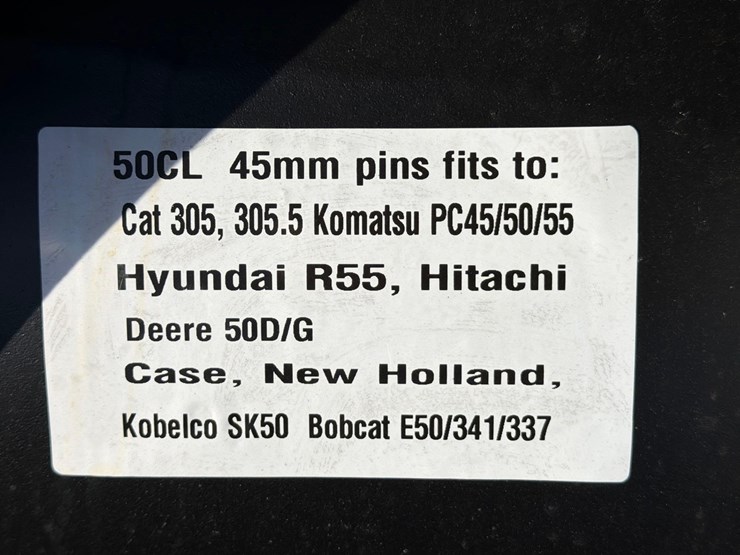 50CL 45mm pins fits to:
Cat 305, 305.5 Komatsu PC45/50/55
Hyundai R55, Hitachi
Deere 50D/G
Case, New Holland,
Kobelco SK50 Bobcat E50/341/337